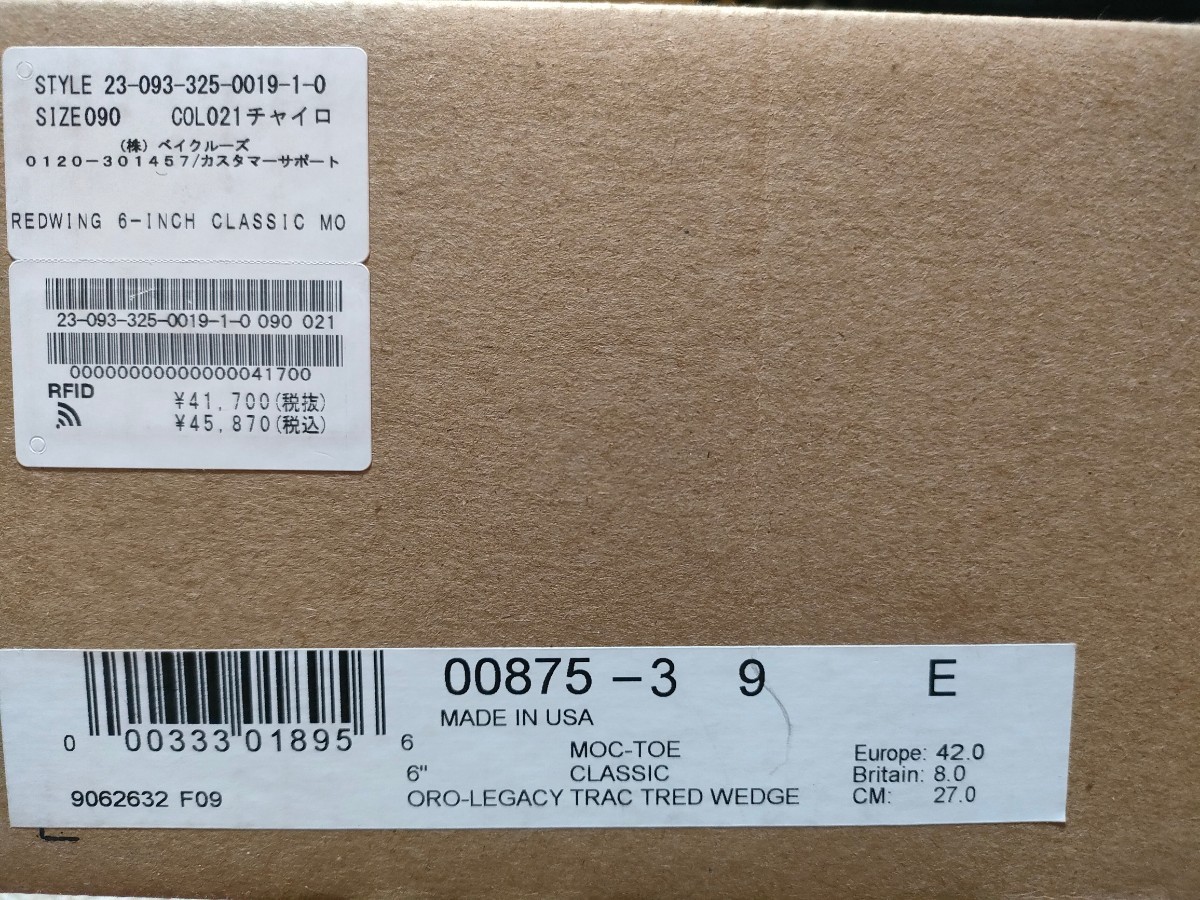 STYLE 23-093-325-0019-1-0
SIZE090 COL021チャイロ
(株) ベイクルーズ
0120-301457/カスタマーサポート
REDWING 6-INCH CLASSIC MO
23-093-325-0019-1-0 090 021
00000000000000041700
RFID
¥41,700(税抜)
¥45,870(税込)
00875-3 9 E
MADE IN USA
0 00333 01895 6
MOC-TOE
6" CLASSIC
ORO-LEGACY TRAC TRED WEDGE
9062632 F09
Europe: 42.0
Britain: 8.0
CM: 27.0